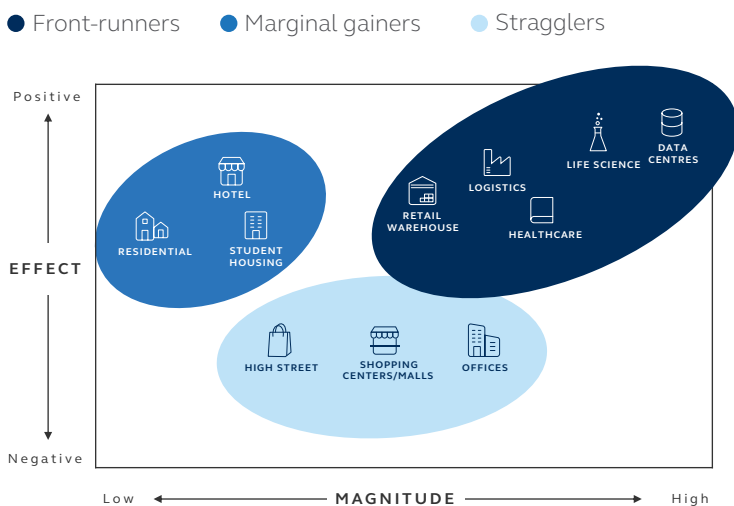 Front-runners
Marginal gainers
Stragglers
Positive
EFFECT
Negative
HOTEL
RESIDENTIAL
STUDENT
HOUSING
DATA
CENTRES
LIFE SCIENCE
LOGISTICS
RETAIL
WAREHOUSE
HEALTHCARE
HIGH STREET
SHOPPING
CENTERS/MALLS
OFFICES
Low
MAGNITUDE
High